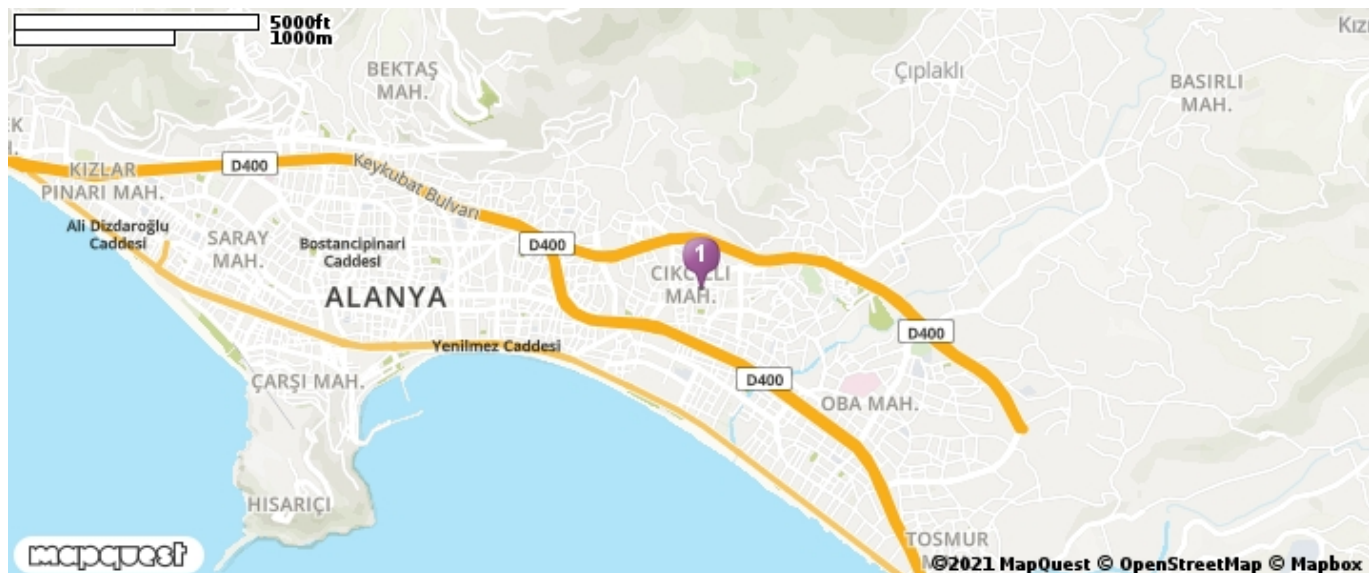 5000ft
1000m
BEKTAŞ
MAH.
Çıplaklı
BASIRLI
MAH.
KIZLAR
PINARI MAH.
D400
Keykubat Bulvarı
Ali Dizdaroğlu
Caddesi
SARAY
MAH.
Bostancipinari
Caddesi
D400
1
MAH.
ALANYA
D400
Yenilmez Caddesi
ÇARŞI MAH.
D400
OBA MAH.
HISARIÇI
TOSMUR
mapquest
©2021 MapQuest © OpenStreetMap © Mapbox